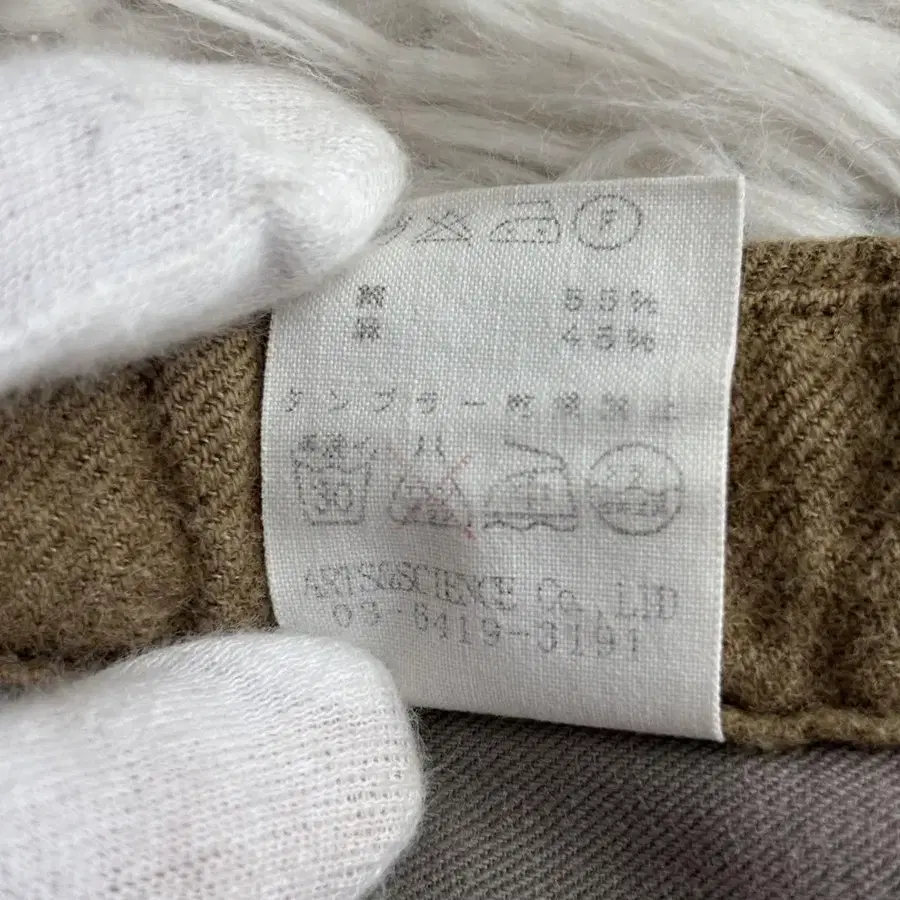 F
55%
麻 45%
タンブラー乾燥禁止
30
ARTS&SCIENCE Co.,LTD
03-6419-3191